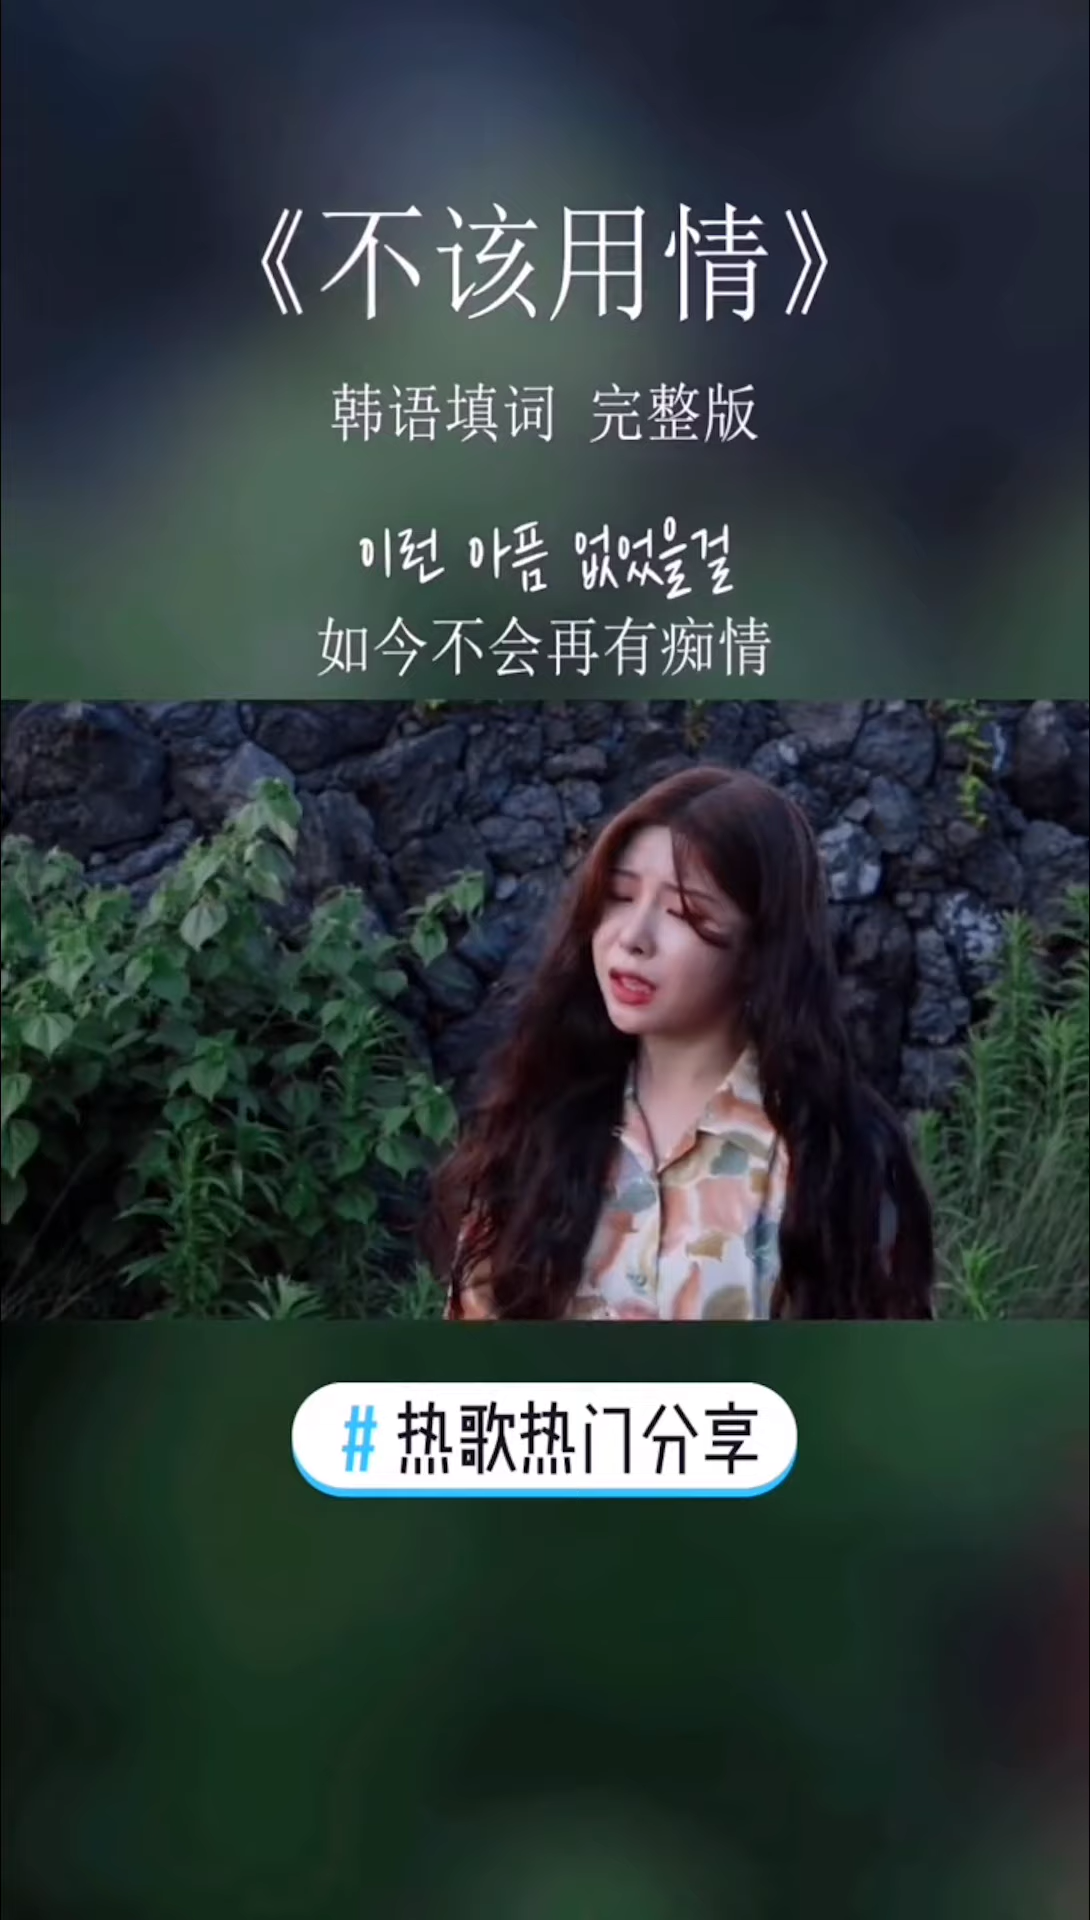 《不该用情》
韩语填词 完整版
이런 아픔 없었을걸
如今不会再有痴情
# 热歌热门分享